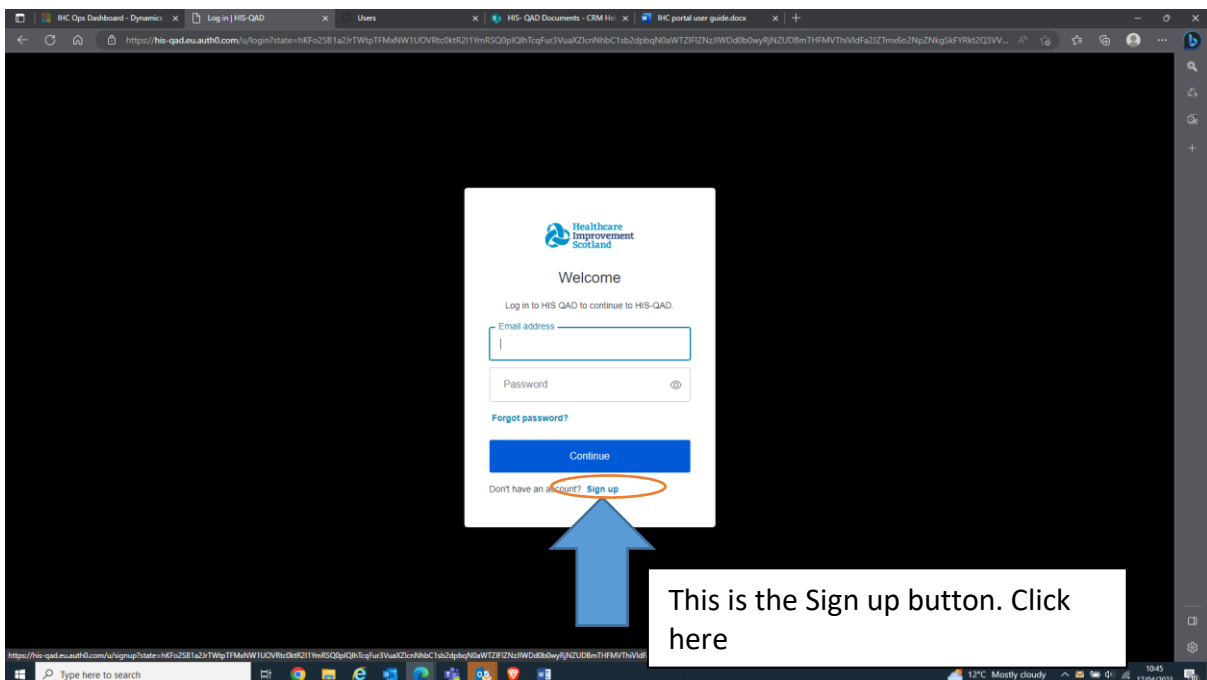 IHC Ops Dashboard - Dynamics
Log in | HIS-QAD
Users
HIS- QAD Documents - CRM Hel
IHC portal user guide.docx
Healthcare
Improvement
Scotland
Welcome
Log in to HIS QAD to continue to HIS-QAD.
Email address
Password
Forgot password?
Continue
Don't have an account? Sign up
This is the Sign up button. Click
here
Type here to search
12°C Mostly cloudy
10:45